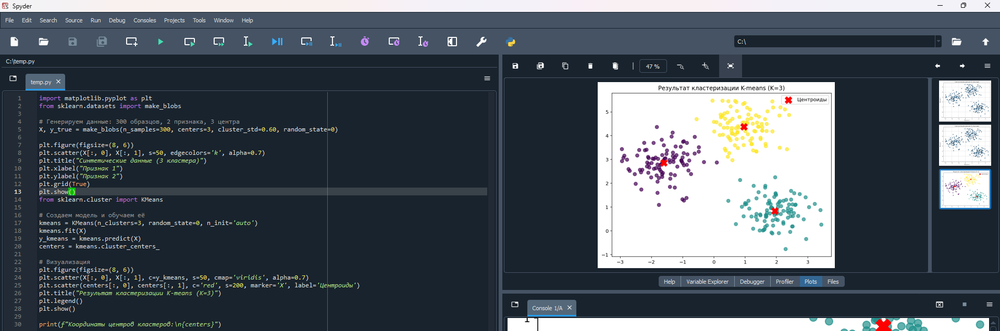 Spyder
File Edit Search Source Run Debug Consoles Projects Tools Window Help
C:\
C:\temp.py
temp.py
1 import matplotlib.pyplot as plt
2 from sklearn.datasets import make_blobs
3
4 # Генерируем данные: 300 образцов, 2 признака, 3 центра
5 X, y_true = make_blobs(n_samples=300, centers=3, cluster_std=0.60, random_state=0)
6
7 plt.figure(figsize=(8, 6))
8 plt.scatter(X[:, 0], X[:, 1], s=50, edgecolors='k', alpha=0.7)
9 plt.title("Синтетические данные (3 кластера)")
10 plt.xlabel("Признак 1")
11 plt.ylabel("Признак 2")
12 plt.grid(True)
13 plt.show()
14 from sklearn.cluster import KMeans
15
16 # Создаем модель и обучаем её
17 kmeans = KMeans(n_clusters=3, random_state=0, n_init='auto')
18 kmeans.fit(X)
19 y_kmeans = kmeans.predict(X)
20 centers = kmeans.cluster_centers_
21
22 # Визуализация
23 plt.figure(figsize=(8, 6))
24 plt.scatter(X[:, 0], X[:, 1], c=y_kmeans, s=50, cmap='viridis', alpha=0.7)
25 plt.scatter(centers[:, 0], centers[:, 1], c='red', s=200, marker='X', label='Центроиды')
26 plt.title("Результат кластеризации K-means (K=3)")
27 plt.legend()
28 plt.show()
29
30 print(f"Координаты центров кластеров:\n{centers}")
47 %
Результат кластеризации K-means (K=3)
Центроиды
5
4
3
2
1
0
−1
−3 −2 −1 0 1 2 3
Help Variable Explorer Debugger Profiler Plots Files
Console 1/A
1